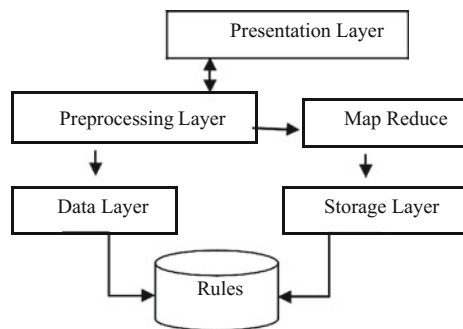 Presentation Layer
Preprocessing Layer
Map Reduce
Data Layer
Storage Layer
Rules